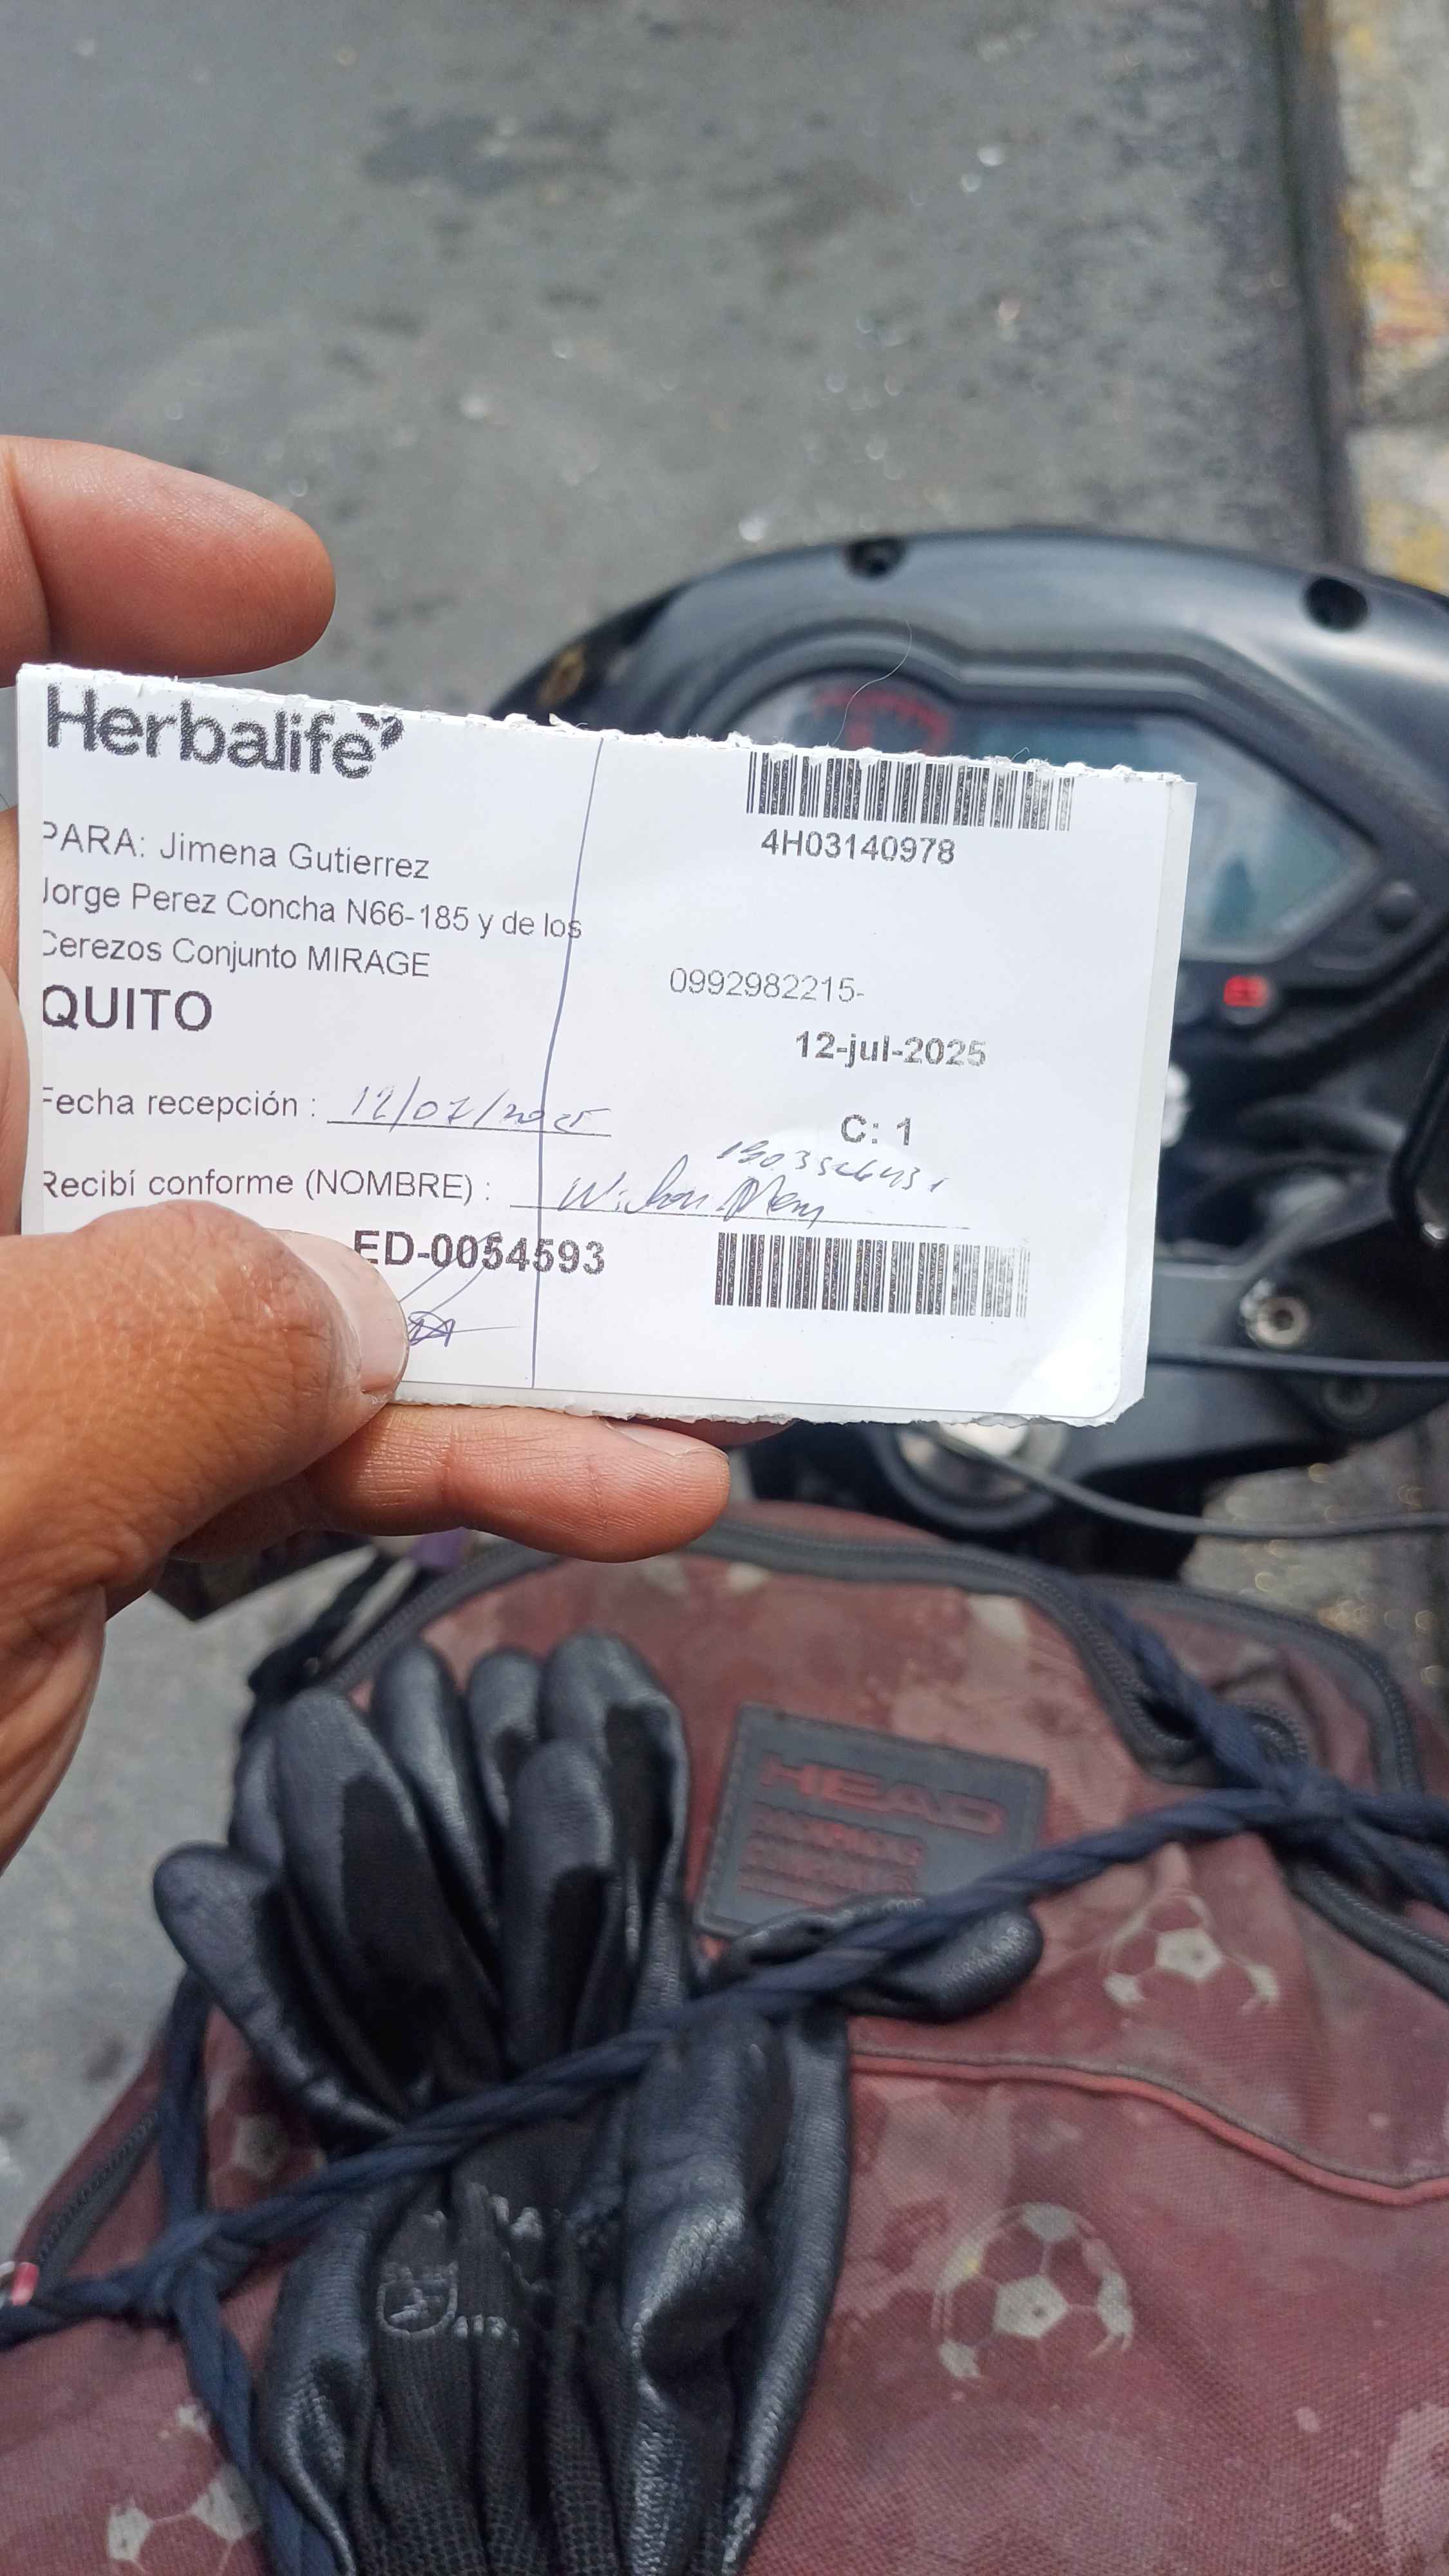 Herbalife
PARA: Jimena Gutierrez
Jorge Perez Concha N66-185 y de los
Cerezos Conjunto MIRAGE
QUITO
4H03140978
0992982215-
12-jul-2025
C: 1
Fecha recepción : 12/07/2025
Recibí conforme (NOMBRE) :
ED-0054593
HEAD